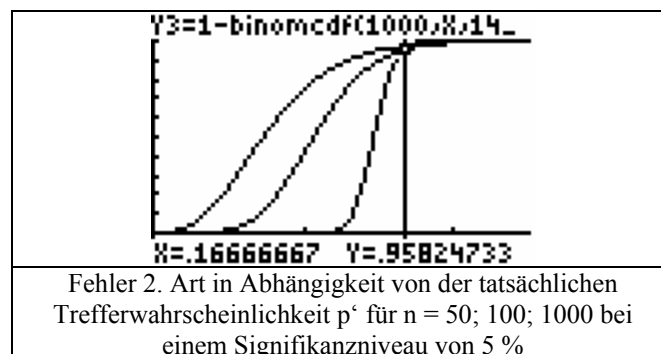 Y3=1-binomcdf(1000,X,14_
X=.16666667 Y=.95824733
Fehler 2. Art in Abhängigkeit von der tatsächlichen
Trefferwahrscheinlichkeit p‘ für n = 50; 100; 1000 bei
einem Signifikanzniveau von 5 %